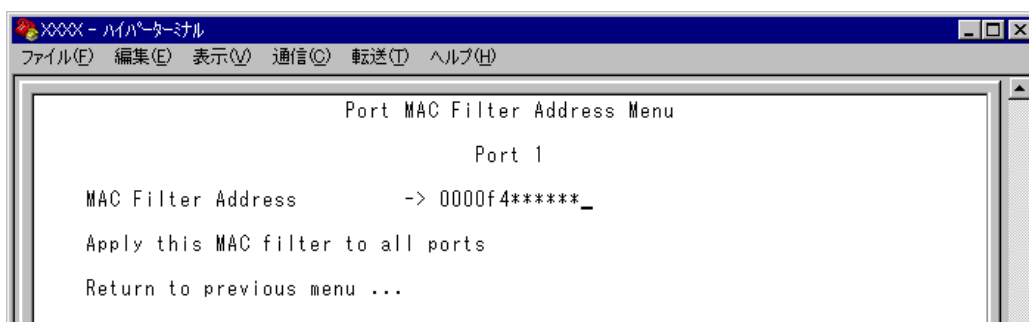 XXXX - ハイパーターミナル
ファイル(F) 編集(E) 表示(V) 通信(C) 転送(T) ヘルプ(H)
Port MAC Filter Address Menu
Port 1
MAC Filter Address -> 0000f4******_
Apply this MAC filter to all ports
Return to previous menu ...